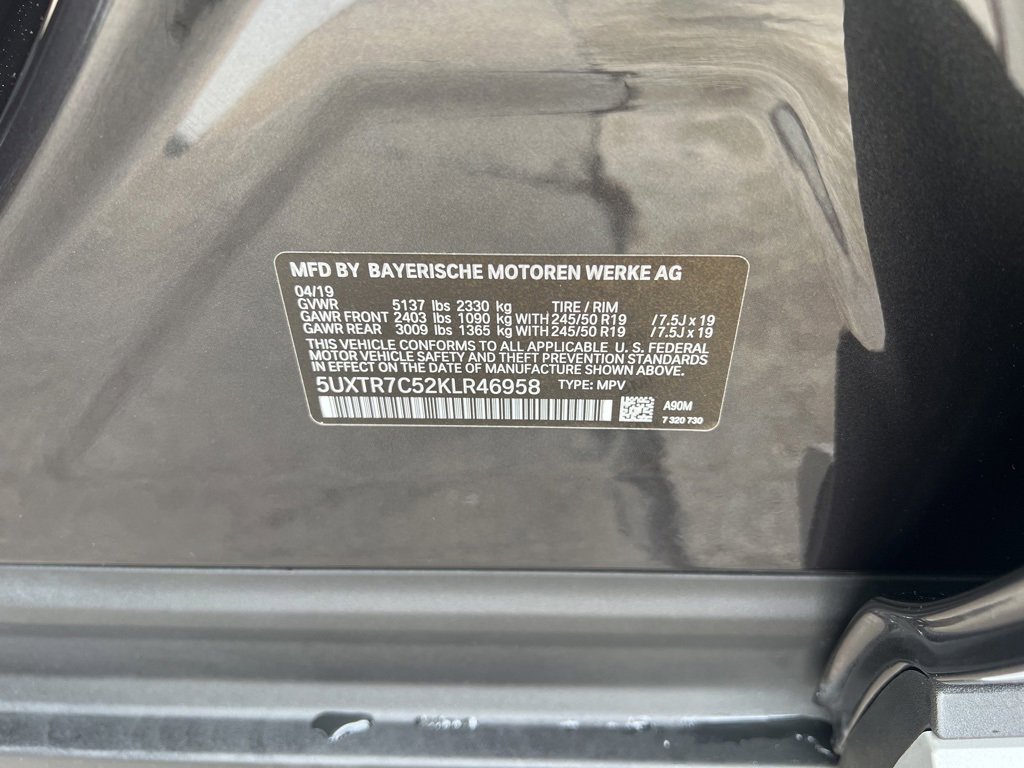 MFD BY BAYERISCHE MOTOREN WERKE AG
04/19
GVWR 5137 lbs 2330 kg TIRE / RIM
GAWR FRONT 2403 lbs 1090 kg WITH 245/50 R19 / 7.5J x 19
GAWR REAR 3009 lbs 1365 kg WITH 245/50 R19 / 7.5J x 19
THIS VEHICLE CONFORMS TO ALL APPLICABLE U. S. FEDERAL
MOTOR VEHICLE SAFETY AND THEFT PREVENTION STANDARDS
IN EFFECT ON THE DATE OF MANUFACTURE SHOWN ABOVE.
5UXTR7C52KLR46958 TYPE: MPV
A90M
7 320 730